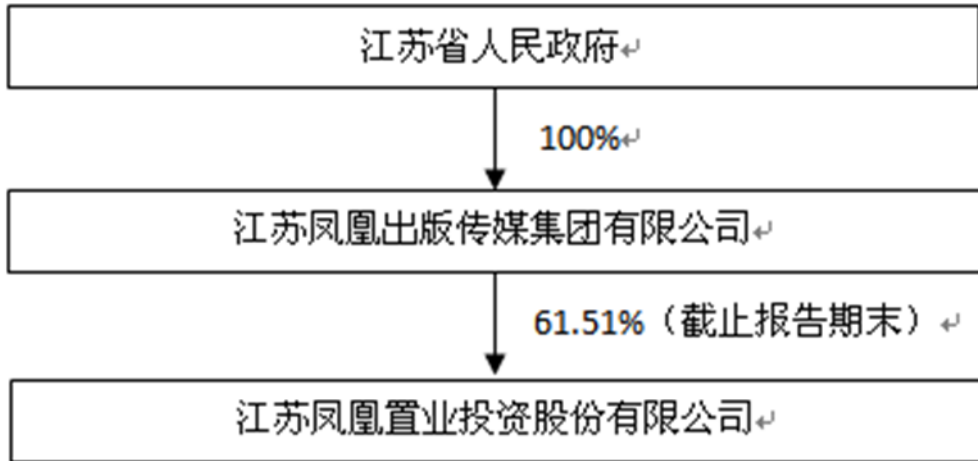 江苏省人民政府
100%
江苏凤凰出版传媒集团有限公司
61.51%（截止报告期末）
江苏凤凰置业投资股份有限公司